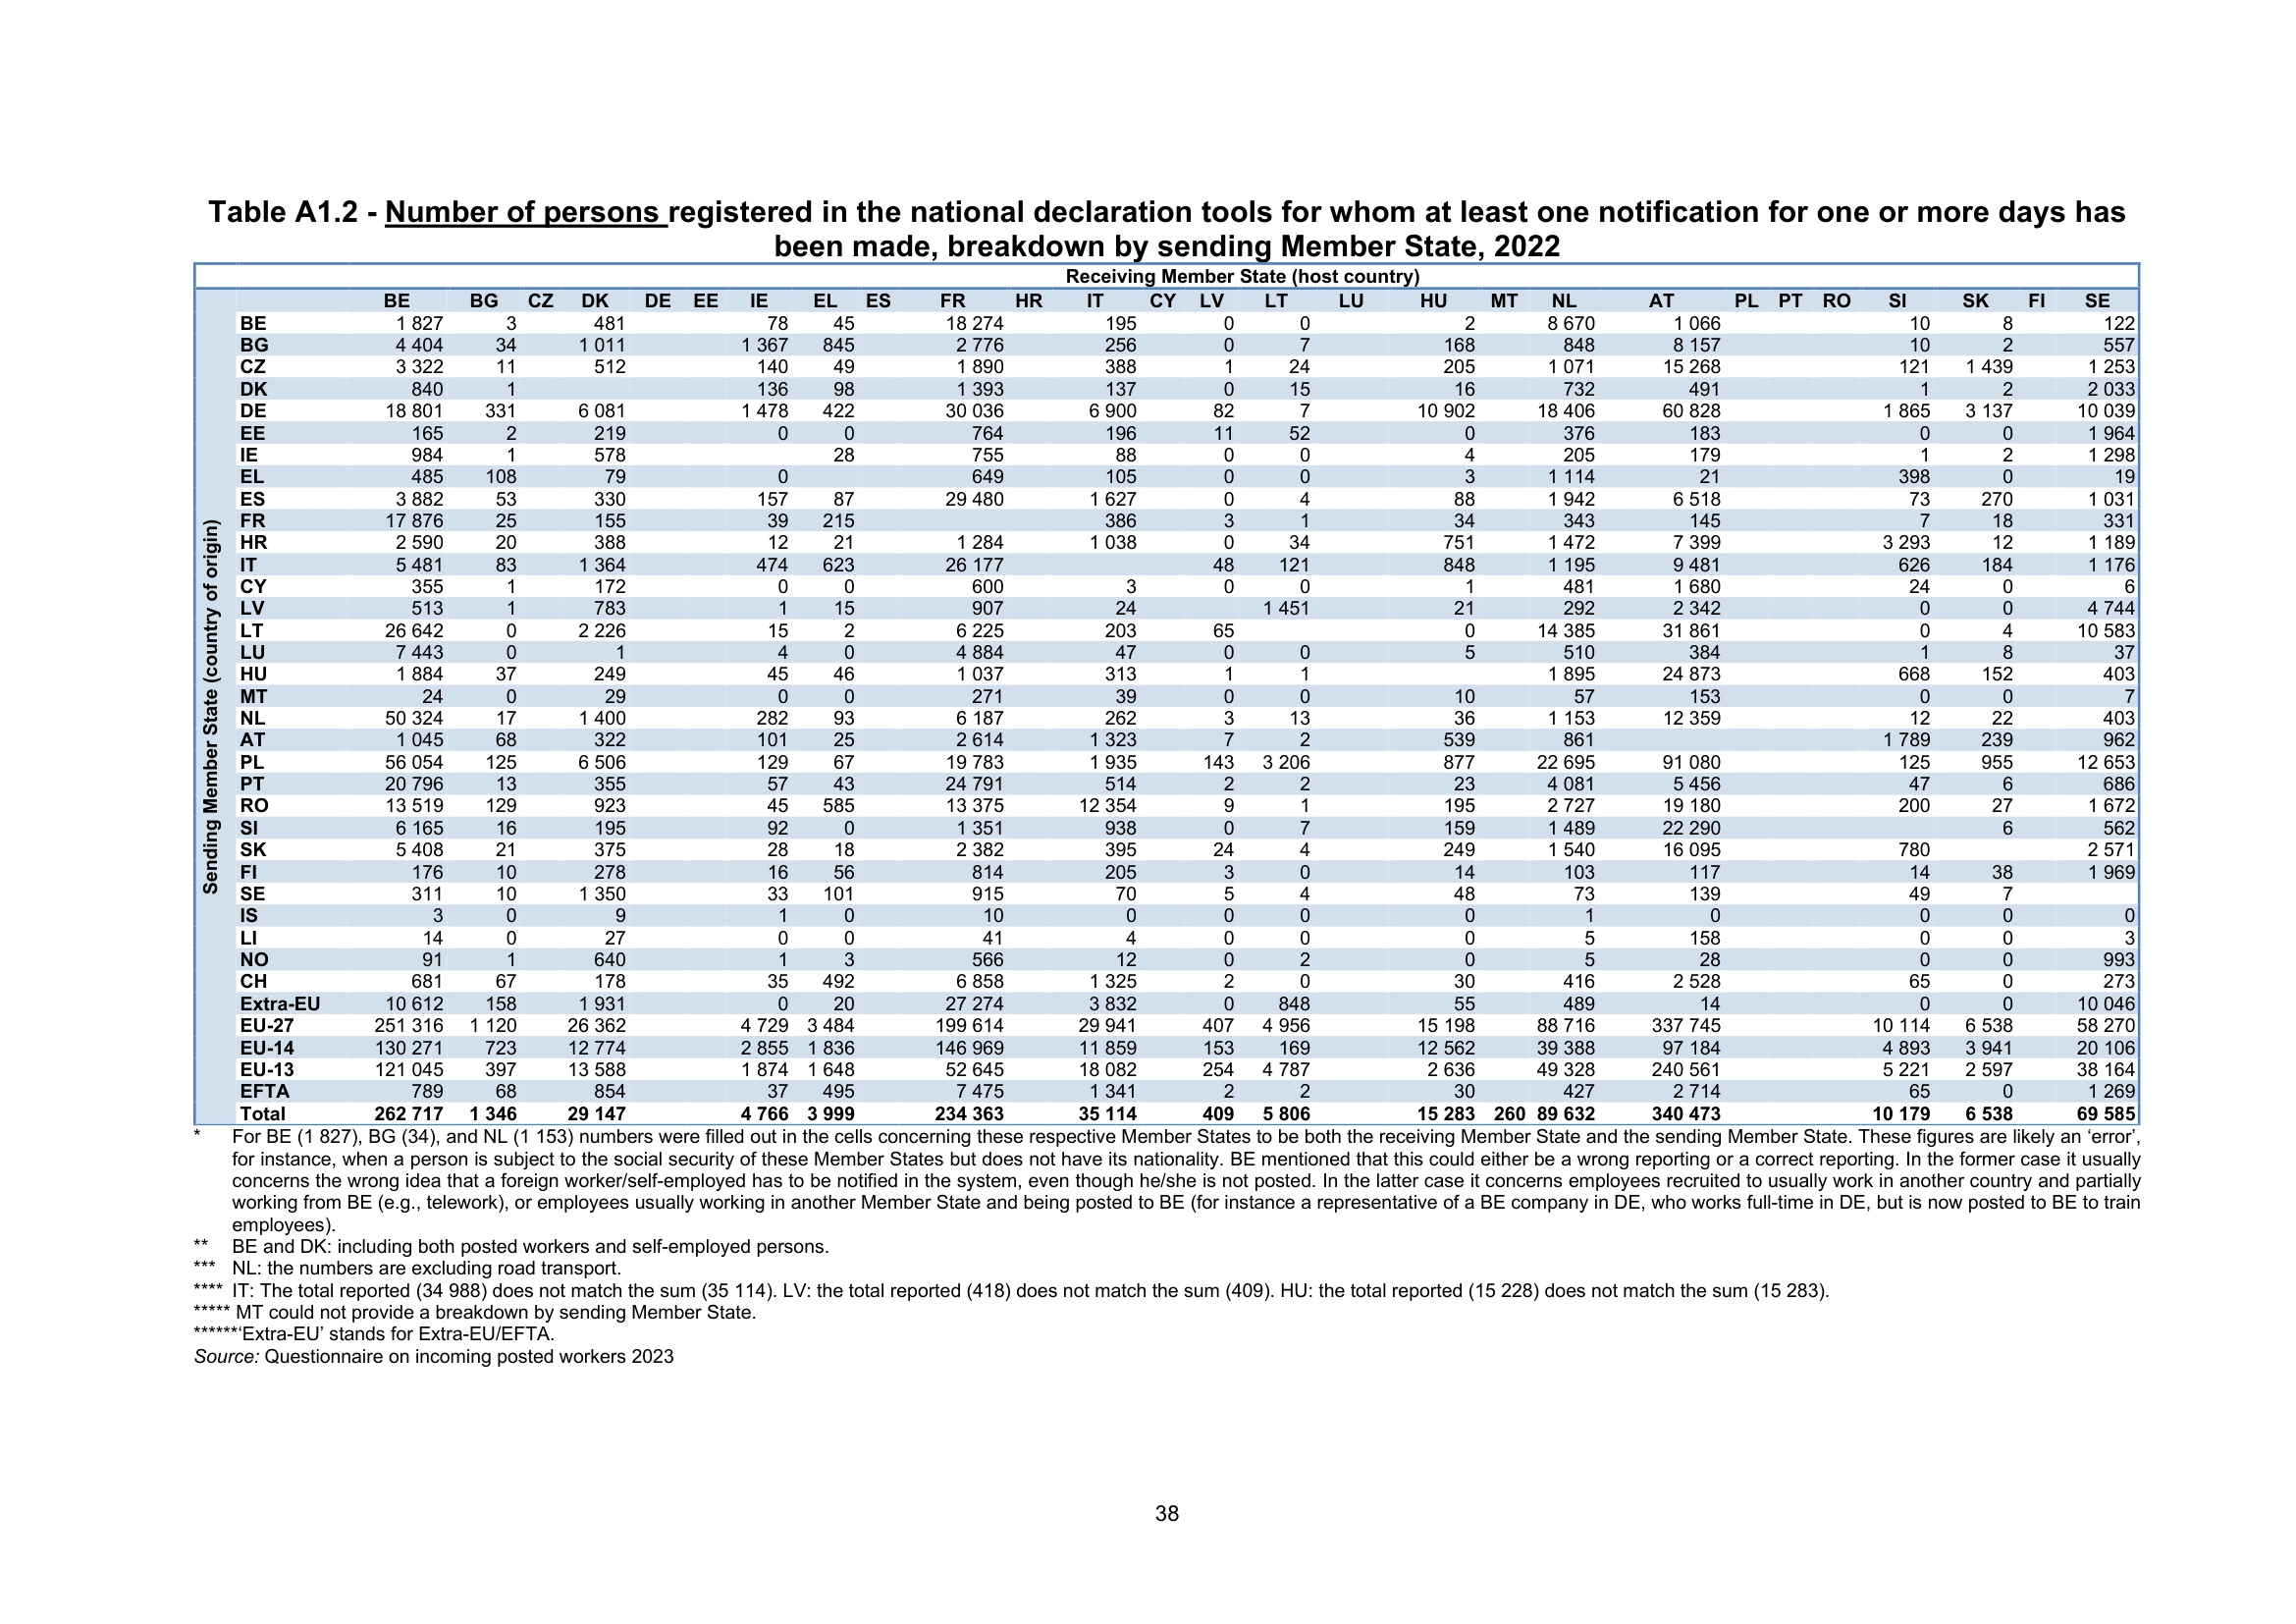 Table A1.2 - Number of persons registered in the national declaration tools for whom at least one notification for one or more days has
been made, breakdown by sending Member State, 2022
Receiving Member State (host country)
BE BG CZ DK DE EE IE EL ES FR HR IT CY LV LT LU HU MT NL AT PL PT RO SI SK FI SE
Sending Member State (country of origin)
BE 1 827 3 481 78 45 18 274 195 0 0 2 8 670 1 066 10 8 122
BG 4 404 34 1 011 1 367 845 2 776 256 0 7 168 848 8 157 10 2 557
CZ 3 322 11 512 140 49 1 890 388 1 24 205 1 071 15 268 121 1 439 1 253
DK 840 1 136 98 1 393 137 0 15 16 732 491 1 2 2 033
DE 18 801 331 6 081 1 478 422 30 036 6 900 82 7 10 902 18 406 60 828 1 865 3 137 10 039
EE 165 2 219 0 0 764 196 11 52 0 376 183 0 0 1 964
IE 984 1 578 28 755 88 0 0 4 205 179 1 2 1 298
EL 485 108 79 0 649 105 0 0 3 1 114 21 398 0 19
ES 3 882 53 330 157 87 29 480 1 627 0 4 88 1 942 6 518 73 270 1 031
FR 17 876 25 155 39 215 386 3 1 34 343 145 7 18 331
HR 2 590 20 388 12 21 1 284 1 038 0 34 751 1 472 7 399 3 293 12 1 189
IT 5 481 83 1 364 474 623 26 177 48 121 848 1 195 9 481 626 184 1 176
CY 355 1 172 0 0 600 3 0 0 1 481 1 680 24 0 6
LV 513 1 783 1 15 907 24 1 451 21 292 2 342 0 0 4 744
LT 26 642 0 2 226 15 2 6 225 203 65 0 14 385 31 861 0 4 10 583
LU 7 443 0 1 4 0 4 884 47 0 0 5 510 384 1 8 37
HU 1 884 37 249 45 46 1 037 313 1 1 1 895 24 873 668 152 403
MT 24 0 29 0 0 271 39 0 0 10 57 153 0 0 7
NL 50 324 17 1 400 282 93 6 187 262 3 13 36 1 153 12 359 12 22 403
AT 1 045 68 322 101 25 2 614 1 323 7 2 539 861 1 789 239 962
PL 56 054 125 6 506 129 67 19 783 1 935 143 3 206 877 22 695 91 080 125 955 12 653
PT 20 796 13 355 57 43 24 791 514 2 2 23 4 081 5 456 47 6 686
RO 13 519 129 923 45 585 13 375 12 354 9 1 195 2 727 19 180 200 27 1 672
SI 6 165 16 195 92 0 1 351 938 0 7 159 1 489 22 290 6 562
SK 5 408 21 375 28 18 2 382 395 24 4 249 1 540 16 095 780 2 571
FI 176 10 278 16 56 814 205 3 0 14 103 117 14 38 1 969
SE 311 10 1 350 33 101 915 70 5 4 48 73 139 49 7
IS 3 0 9 1 0 10 0 0 0 0 1 0 0 0 0
LI 14 0 27 0 0 41 4 0 0 0 5 158 0 0 3
NO 91 1 640 1 3 566 12 0 2 0 5 28 0 0 993
CH 681 67 178 35 492 6 858 1 325 2 0 30 416 2 528 65 0 273
Extra-EU 10 612 158 1 931 0 20 27 274 3 832 0 848 55 489 14 0 0 10 046
EU-27 251 316 1 120 26 362 4 729 3 484 199 614 29 941 407 4 956 15 198 88 716 337 745 10 114 6 538 58 270
EU-14 130 271 723 12 774 2 855 1 836 146 969 11 859 153 169 12 562 39 388 97 184 4 893 3 941 20 106
EU-13 121 045 397 13 588 1 874 1 648 52 645 18 082 254 4 787 2 636 49 328 240 561 5 221 2 597 38 164
EFTA 789 68 854 37 495 7 475 1 341 2 2 30 427 2 714 65 0 1 269
Total 262 717 1 346 29 147 4 766 3 999 234 363 35 114 409 5 806 15 283 260 89 632 340 473 10 179 6 538 69 585
* For BE (1 827), BG (34), and NL (1 153) numbers were filled out in the cells concerning these respective Member States to be both the receiving Member State and the sending Member State. These figures are likely an ‘error’,
for instance, when a person is subject to the social security of these Member States but does not have its nationality. BE mentioned that this could either be a wrong reporting or a correct reporting. In the former case it usually
concerns the wrong idea that a foreign worker/self-employed has to be notified in the system, even though he/she is not posted. In the latter case it concerns employees recruited to usually work in another country and partially
working from BE (e.g., telework), or employees usually working in another Member State and being posted to BE (for instance a representative of a BE company in DE, who works full-time in DE, but is now posted to BE to train
employees).
** BE and DK: including both posted workers and self-employed persons.
*** NL: the numbers are excluding road transport.
**** IT: The total reported (34 988) does not match the sum (35 114). LV: the total reported (418) does not match the sum (409). HU: the total reported (15 228) does not match the sum (15 283).
***** MT could not provide a breakdown by sending Member State.
******‘Extra-EU’ stands for Extra-EU/EFTA.
Source: Questionnaire on incoming posted workers 2023
38